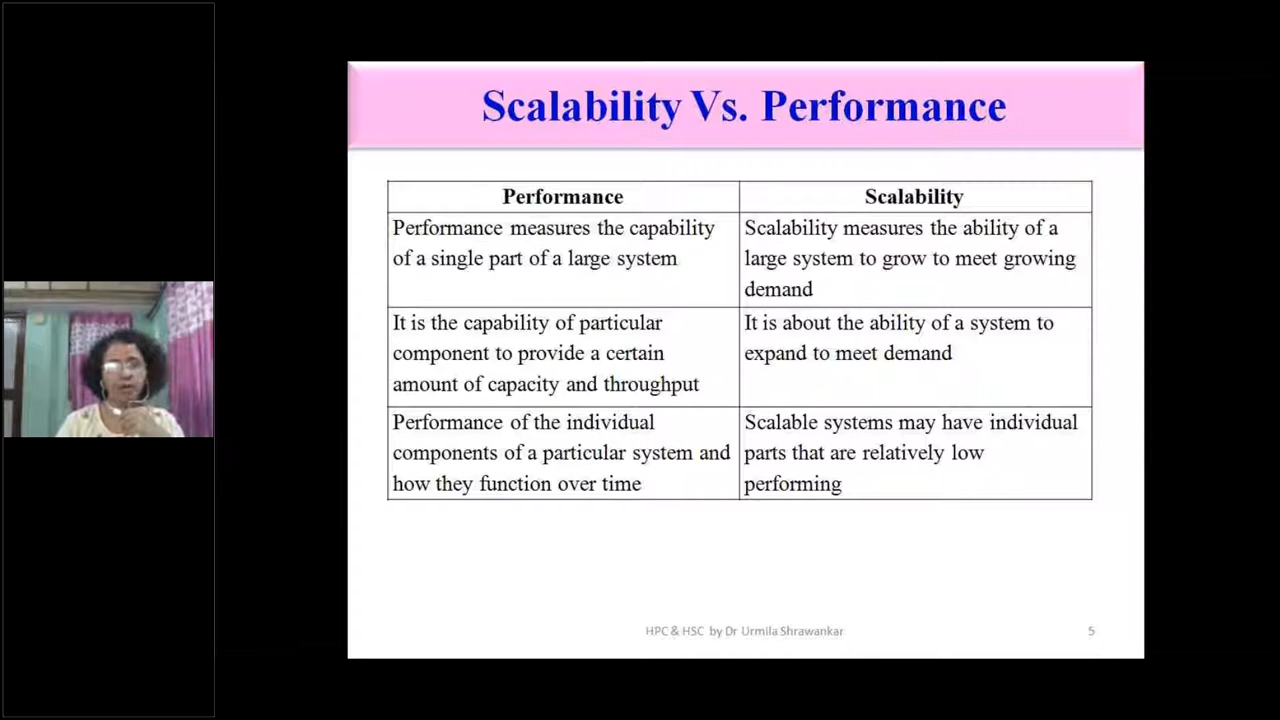 Scalability Vs. Performance
Performance
Scalability
Performance measures the capability
of a single part of a large system
Scalability measures the ability of a
large system to grow to meet growing
demand
It is the capability of particular
component to provide a certain
amount of capacity and throughput
It is about the ability of a system to
expand to meet demand
Performance of the individual
components of a particular system and
how they function over time
Scalable systems may have individual
parts that are relatively low
performing
HPC & HSC by Dr Urmila Shrawankar
5